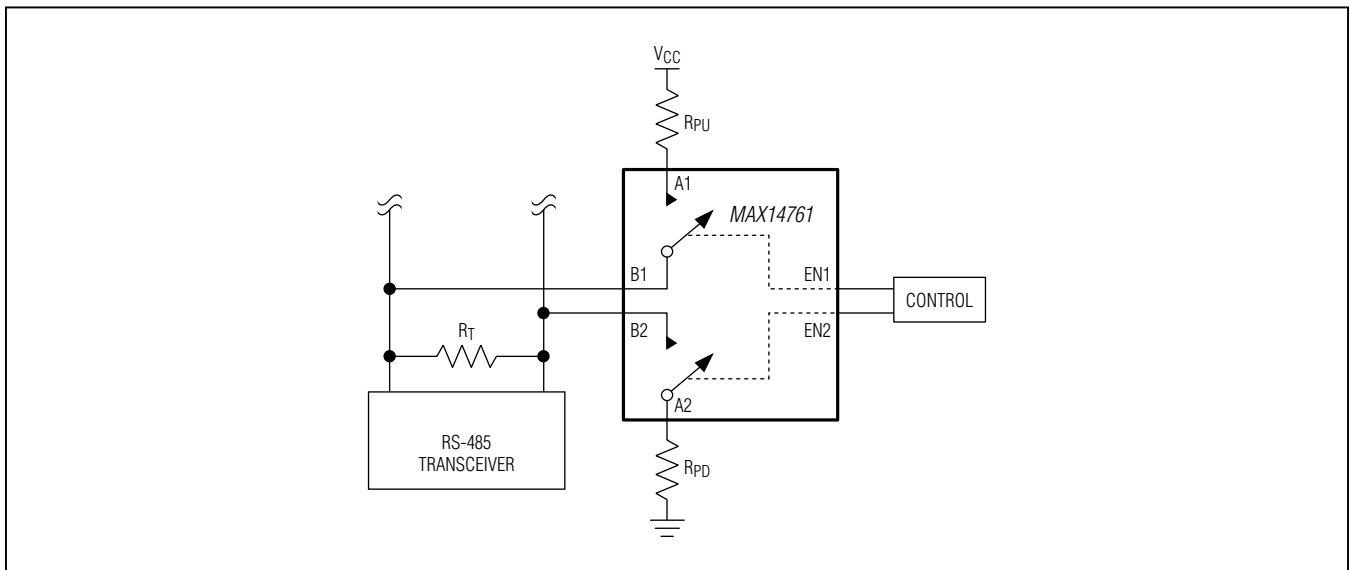 VCC
RPU
A1
MAX14761
B1
EN1
CONTROL
B2
EN2
RT
A2
RS-485
TRANSCEIVER
RPD